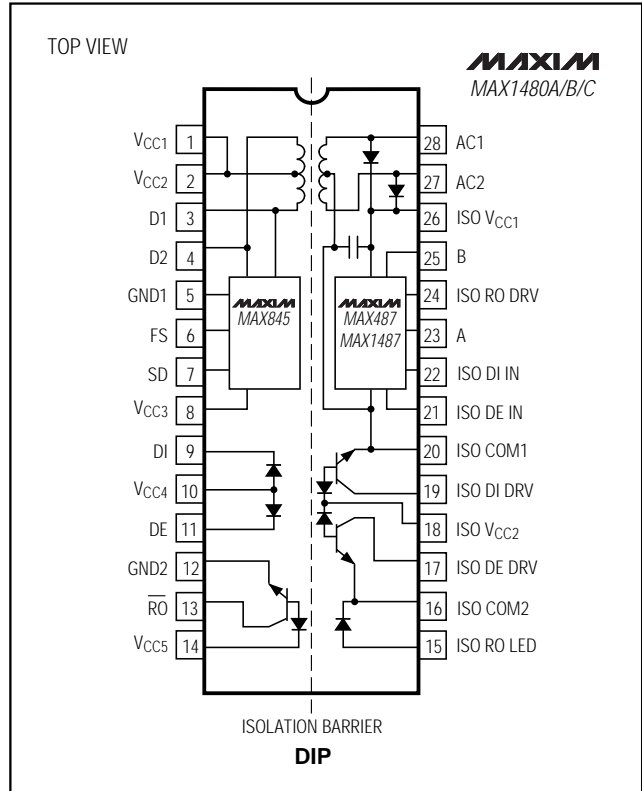 TOP VIEW
MAXIM
MAX1480A/B/C
VCC1 1
VCC2 2
D1 3
D2 4
GND1 5
FS 6
SD 7
VCC3 8
DI 9
VCC4 10
DE 11
GND2 12
R̅O̅ 13
VCC5 14
MAXIM
MAX845
MAXIM
MAX487
MAX1487
28 AC1
27 AC2
26 ISO VCC1
25 B
24 ISO RO DRV
23 A
22 ISO DI IN
21 ISO DE IN
20 ISO COM1
19 ISO DI DRV
18 ISO VCC2
17 ISO DE DRV
16 ISO COM2
15 ISO RO LED
ISOLATION BARRIER
DIP